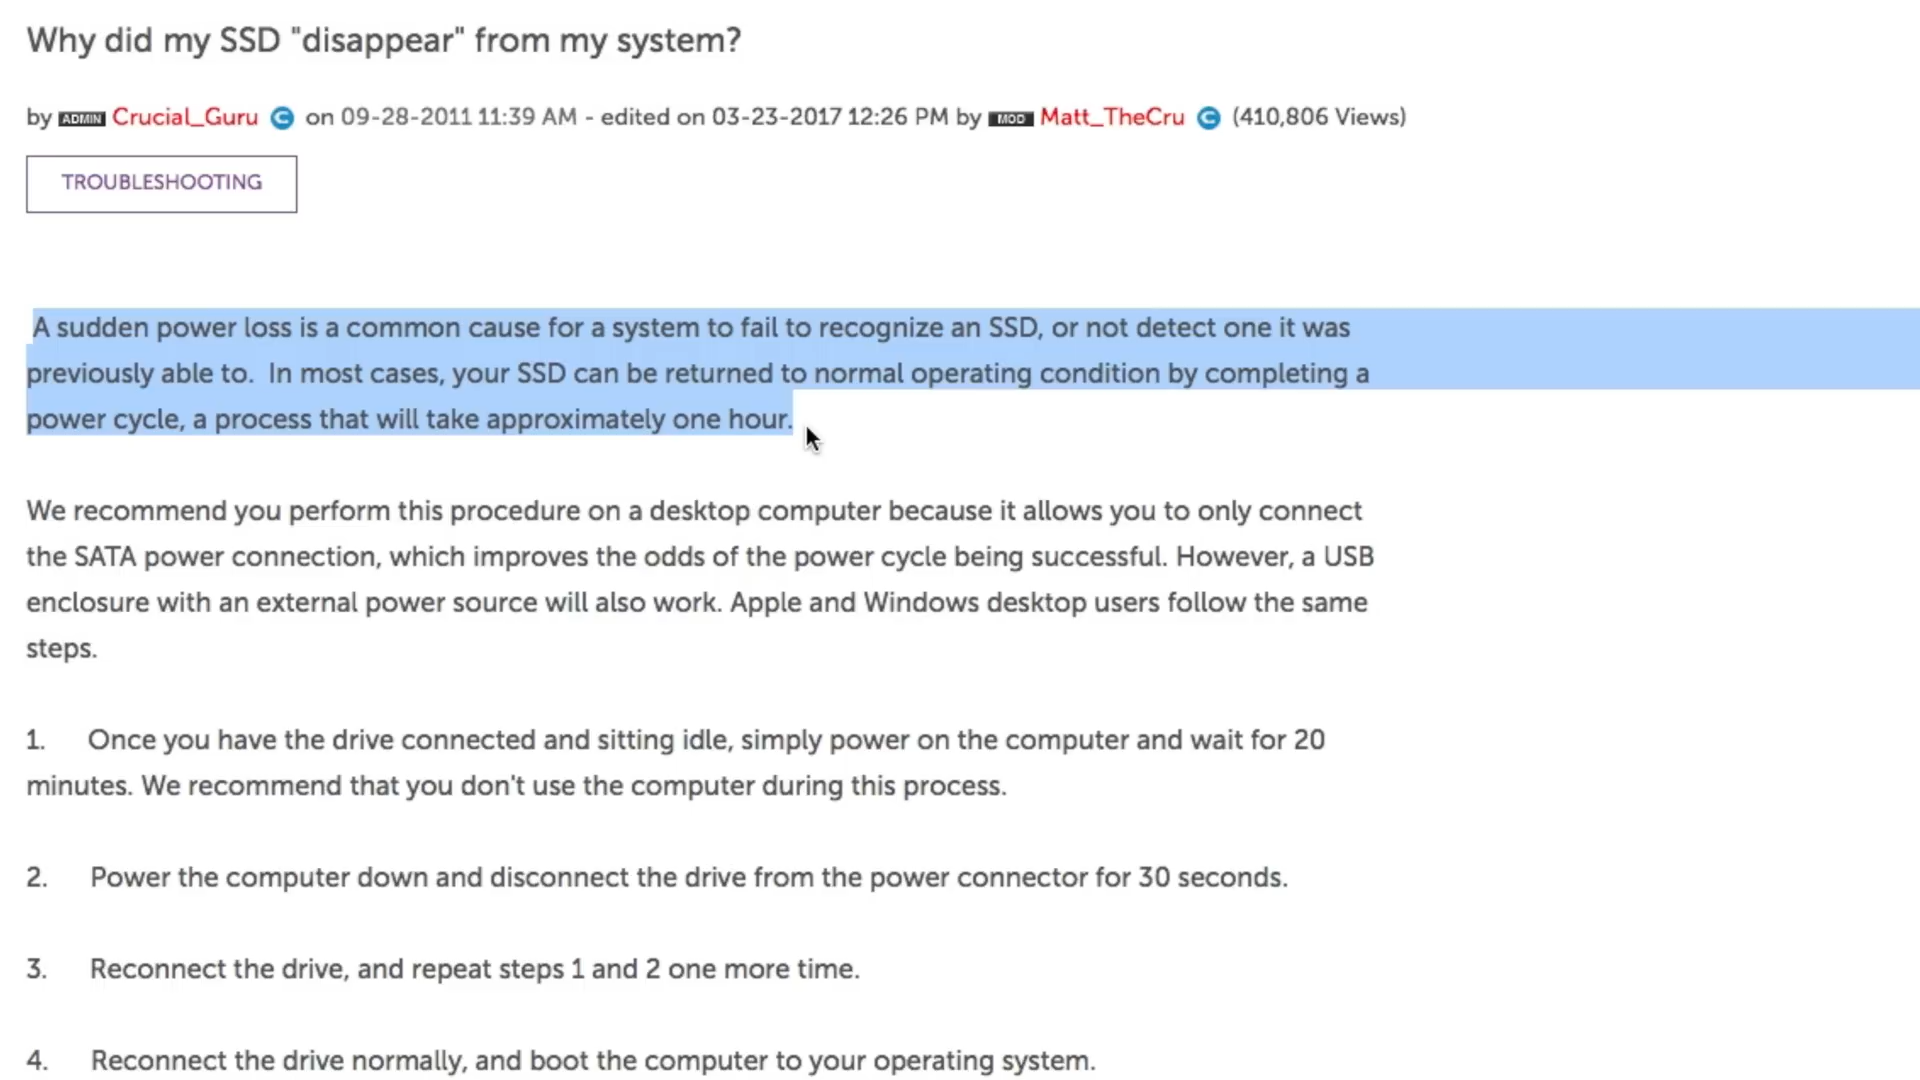 Why did my SSD "disappear" from my system?
by ADMIN Crucial_Guru C on 09-28-2011 11:39 AM - edited on 03-23-2017 12:26 PM by MOD Matt_TheCru C (410,806 Views)
TROUBLESHOOTING
A sudden power loss is a common cause for a system to fail to recognize an SSD, or not detect one it was
previously able to.  In most cases, your SSD can be returned to normal operating condition by completing a
power cycle, a process that will take approximately one hour.
We recommend you perform this procedure on a desktop computer because it allows you to only connect
the SATA power connection, which improves the odds of the power cycle being successful. However, a USB
enclosure with an external power source will also work. Apple and Windows desktop users follow the same
steps.
1. Once you have the drive connected and sitting idle, simply power on the computer and wait for 20
minutes. We recommend that you don't use the computer during this process.
2. Power the computer down and disconnect the drive from the power connector for 30 seconds.
3. Reconnect the drive, and repeat steps 1 and 2 one more time.
4. Reconnect the drive normally, and boot the computer to your operating system.